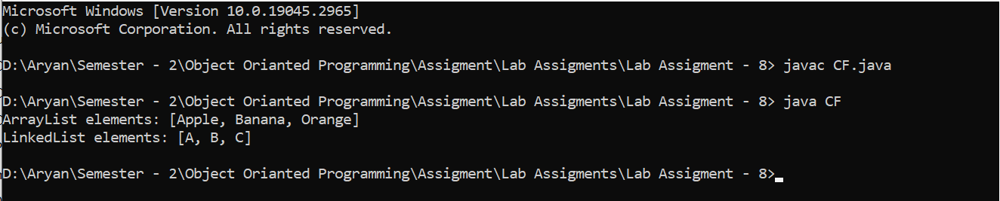 Microsoft Windows [Version 10.0.19045.2965]
(c) Microsoft Corporation. All rights reserved.
D:\Aryan\Semester - 2\Object Orianted Programming\Assigment\Lab Assigments\Lab Assigment - 8> javac CF.java
D:\Aryan\Semester - 2\Object Orianted Programming\Assigment\Lab Assigments\Lab Assigment - 8> java CF
ArrayList elements: [Apple, Banana, Orange]
LinkedList elements: [A, B, C]
D:\Aryan\Semester - 2\Object Orianted Programming\Assigment\Lab Assigments\Lab Assigment - 8>